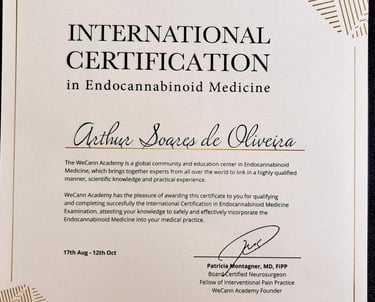 INTERNATIONAL
CERTIFICATION
in Endocannabinoid Medicine
Arthur Soares de Oliveira
The WeCann Academy is a global community and education center in Endocannabinoid
Medicine, which brings together experts from all over the world to link in a highly qualified
manner, scientific knowledge and practical experience.
WeCann Academy has the pleasure of awarding this certificate to you for qualifying
and completing succesfully the International Certification in Endocannabinoid Medicine
Examination, attesting your knowledge to safely and effectively incorporate the
Endocannabinoid Medicine into your medical practice.
17th Aug - 12th Oct
Patricia Montagner, MD, FIPP
Board Certified Neurosurgeon
Fellow of Interventional Pain Practice
WeCann Academy Founder